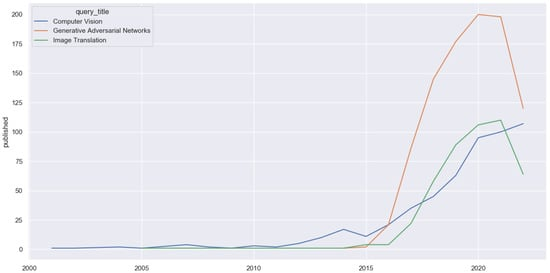 query_title
Computer Vision
Generative Adversarial Networks
Image Translation
published
200
175
150
125
100
75
50
25
0
2000 2005 2010 2015 2020